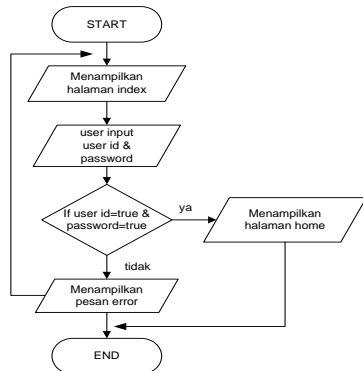 START
Menampilkan
halaman index
user input
user id &
password
If user id=true &
password=true
ya
Menampilkan
halaman home
tidak
Menampilkan
pesan error
END